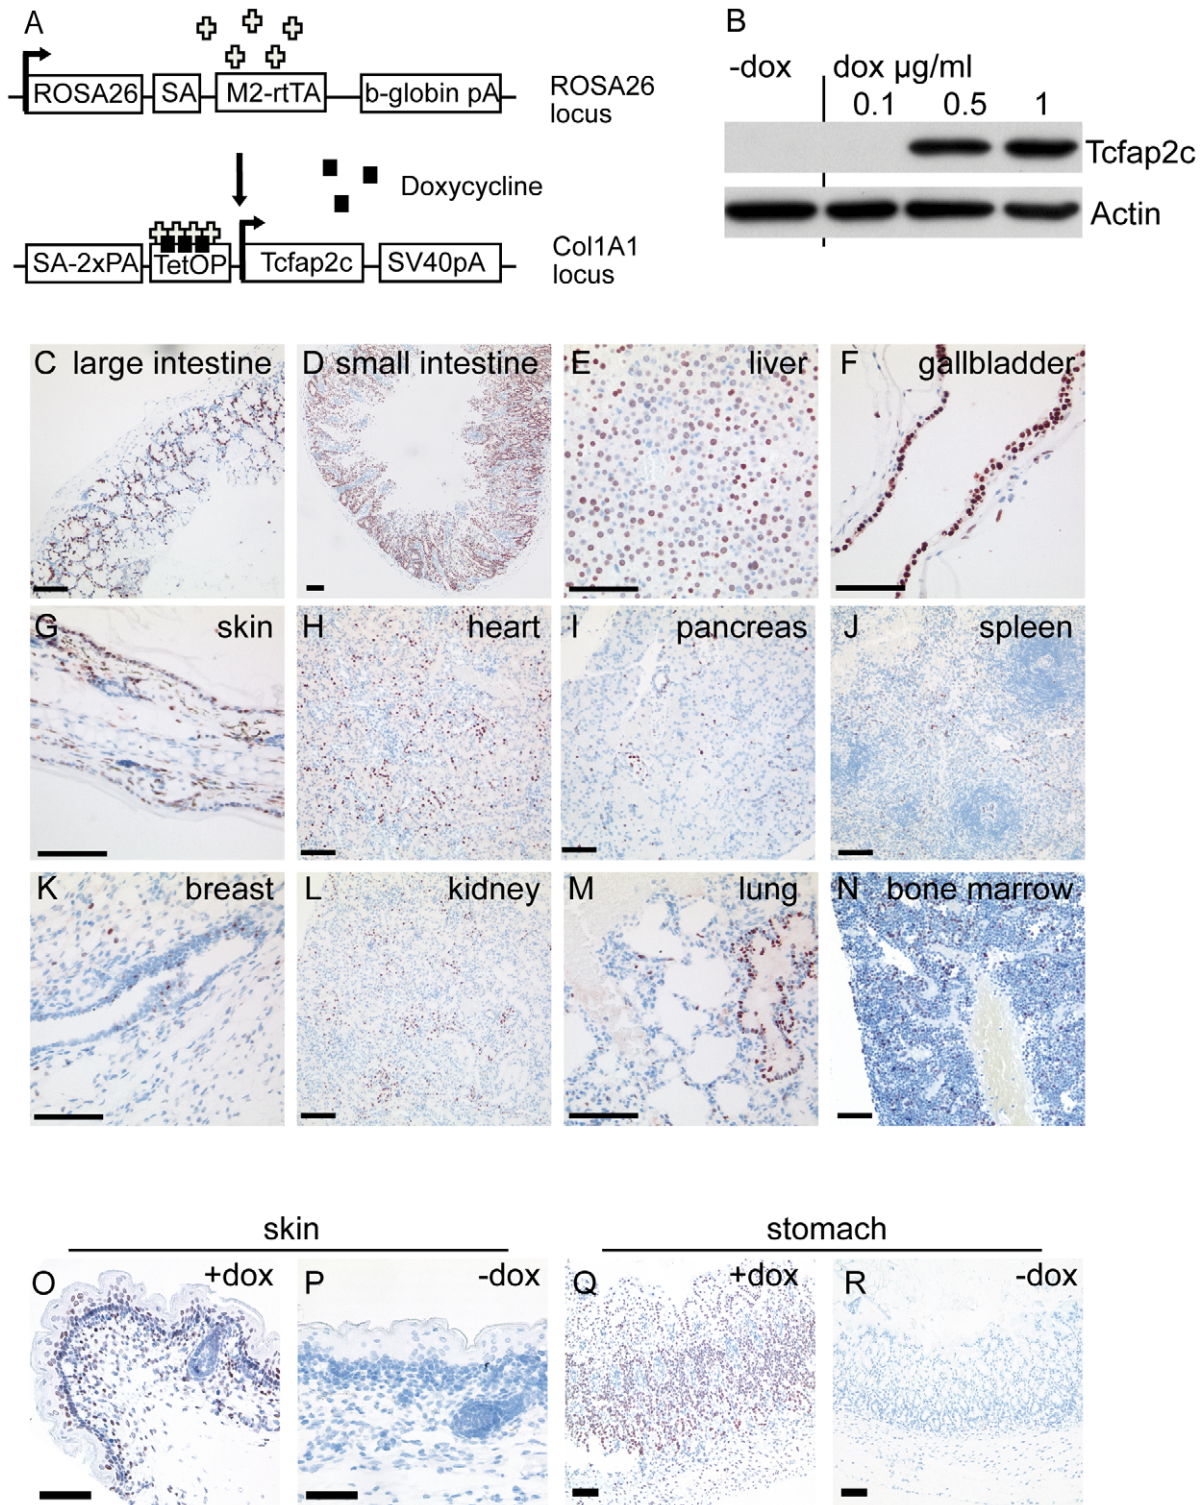 A
ROSA26 SA M2-rtTA b-globin pA
ROSA26
locus
Doxycycline
SA-2xPA TetOP Tcfap2c SV40pA
Col1A1
locus
B
-dox dox µg/ml
0.1 0.5 1
Tcfap2c
Actin
C large intestine
D small intestine
E liver
F gallbladder
G skin
H heart
I pancreas
J spleen
K breast
L kidney
M lung
N bone marrow
skin
O +dox
P -dox
stomach
Q +dox
R -dox